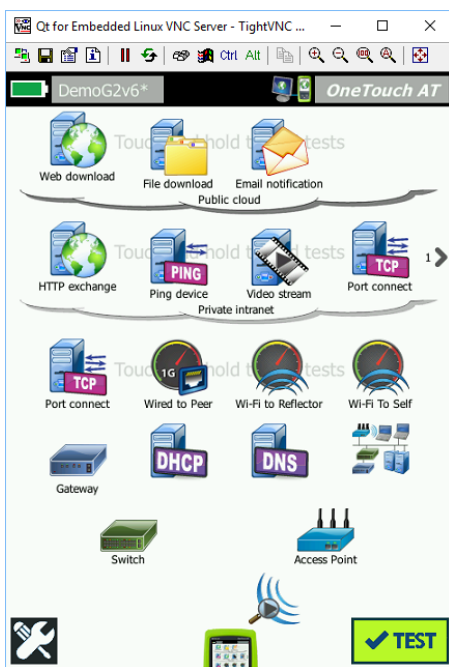 Qt for Embedded Linux VNC Server - TightVNC ...
Ctrl Alt
DemoG2v6*
OneTouch AT
Web download
File download
Email notification
Public cloud
HTTP exchange
PING
Ping device
Video stream
TCP
Port connect
1
Private intranet
TCP
Port connect
1G
Wired to Peer
Wi-Fi to Reflector
Wi-Fi To Self
Gateway
DHCP
DNS
Switch
Access Point
TEST